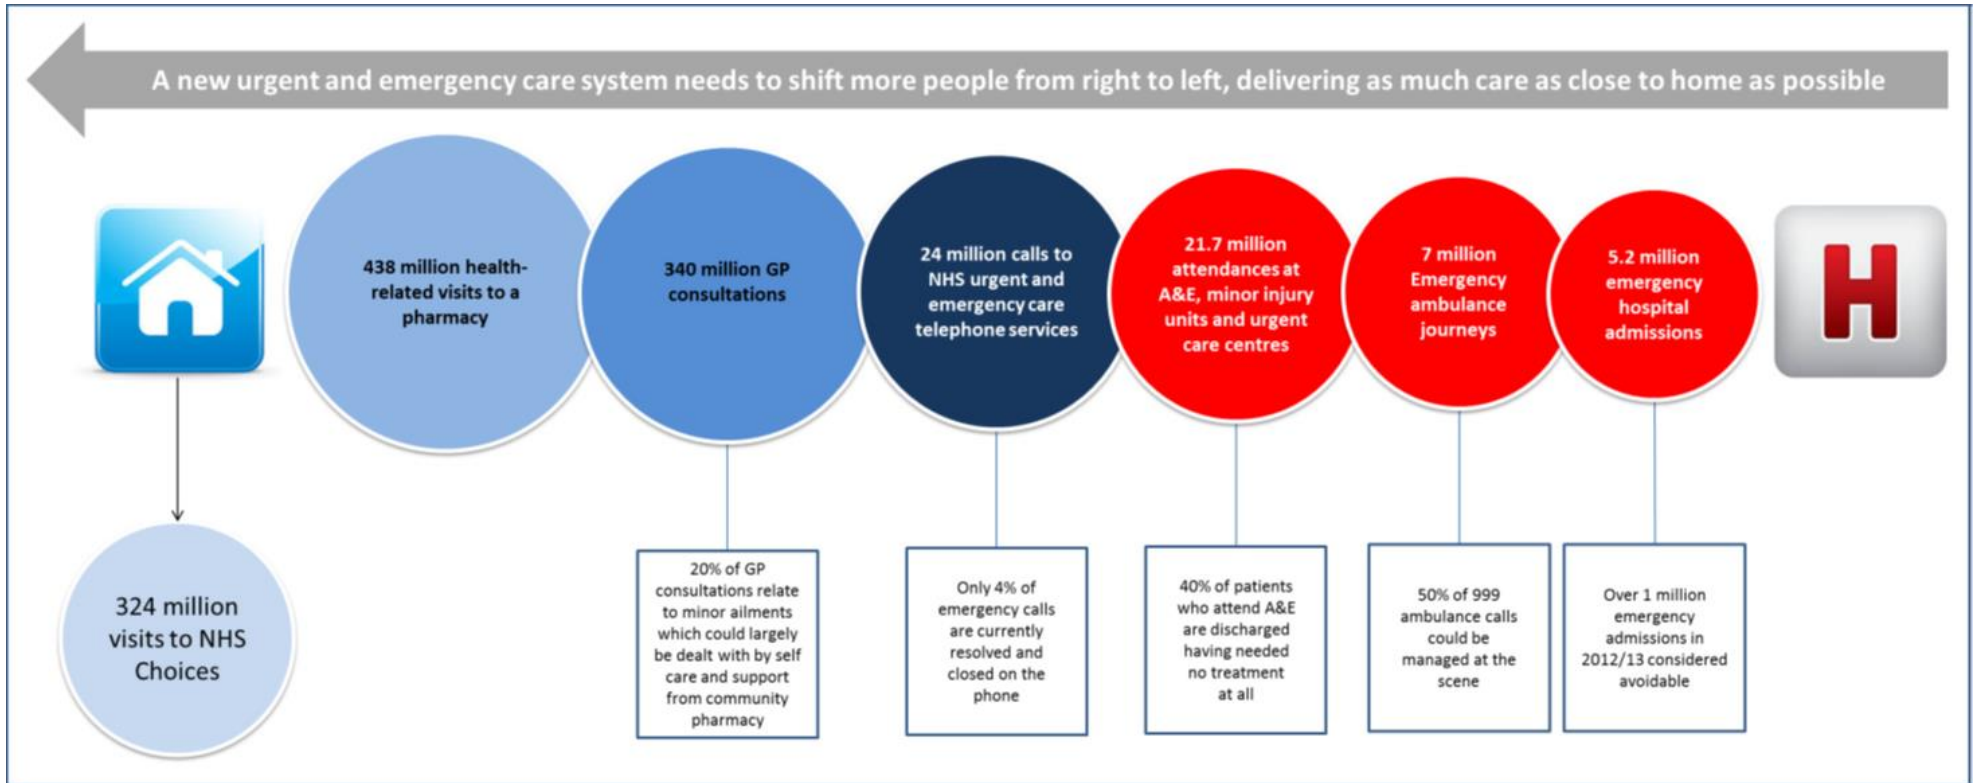 A new urgent and emergency care system needs to shift more people from right to left, delivering as much care as close to home as possible
438 million health-
related visits to a
pharmacy
340 million GP
consultations
24 million calls to
NHS urgent and
emergency care
telephone services
21.7 million
attendances at
A&E, minor injury
units and urgent
care centres
7 million
Emergency
ambulance
journeys
5.2 million
emergency
hospital
admissions
H
324 million
visits to NHS
Choices
20% of GP
consultations relate
to minor ailments
which could largely
be dealt with by self
care and support
from community
pharmacy
Only 4% of
emergency calls
are currently
resolved and
closed on the
phone
40% of patients
who attend A&E
are discharged
having needed
no treatment
at all
50% of 999
ambulance calls
could be
managed at the
scene
Over 1 million
emergency
admissions in
2012/13 considered
avoidable